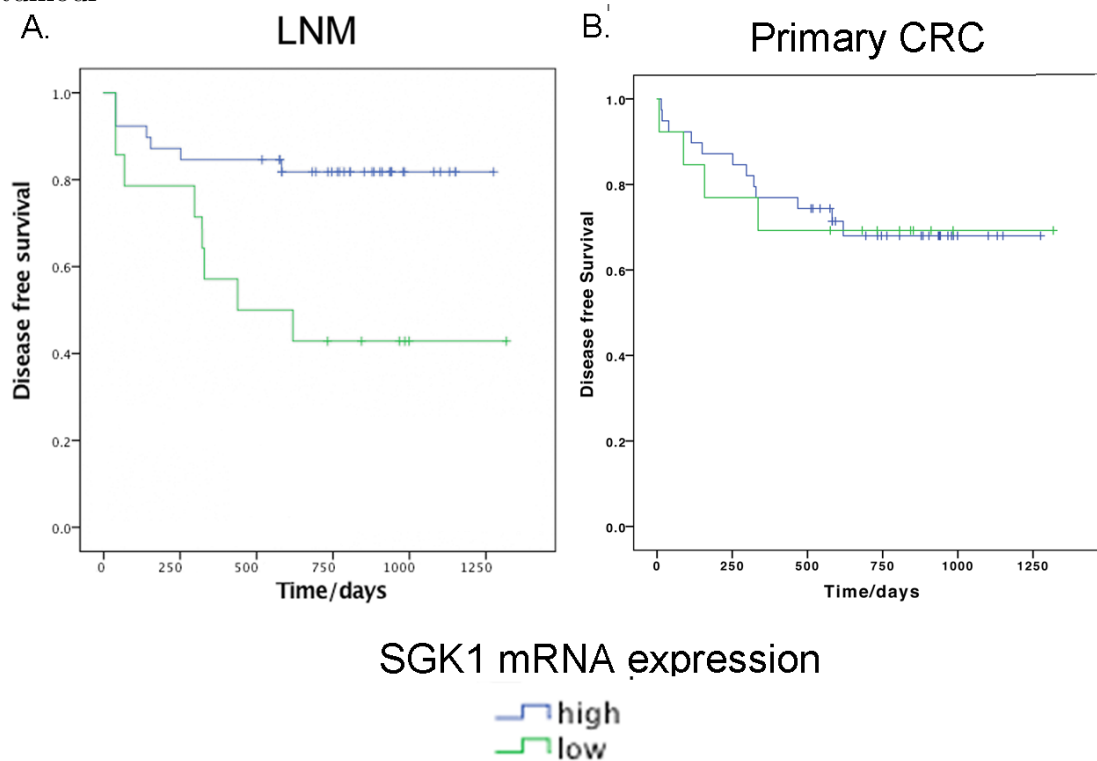 A.
LNM
1.0
0.8
0.6
0.4
0.2
0.0
Disease free survival
0 250 500 750 1000 1250
Time/days
B.
Primary CRC
1.0
0.8
0.6
0.4
0.2
0.0
Disease free Survival
0 250 500 750 1000 1250
Time/days
SGK1 mRNA expression
high
low